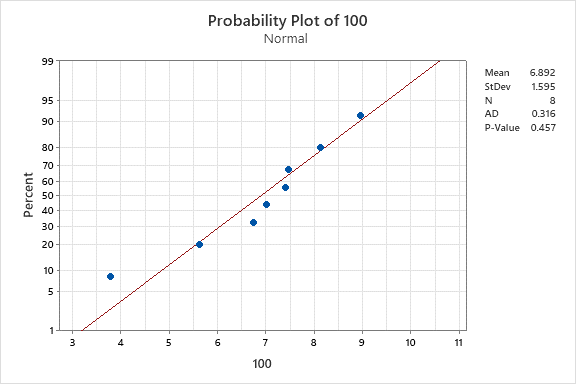 Probability Plot of 100
Normal
99
95
90
80
70
60
50
40
30
20
10
5
1
Percent
3 4 5 6 7 8 9 10 11
100
Mean 6.892
StDev 1.595
N 8
AD 0.316
P-Value 0.457